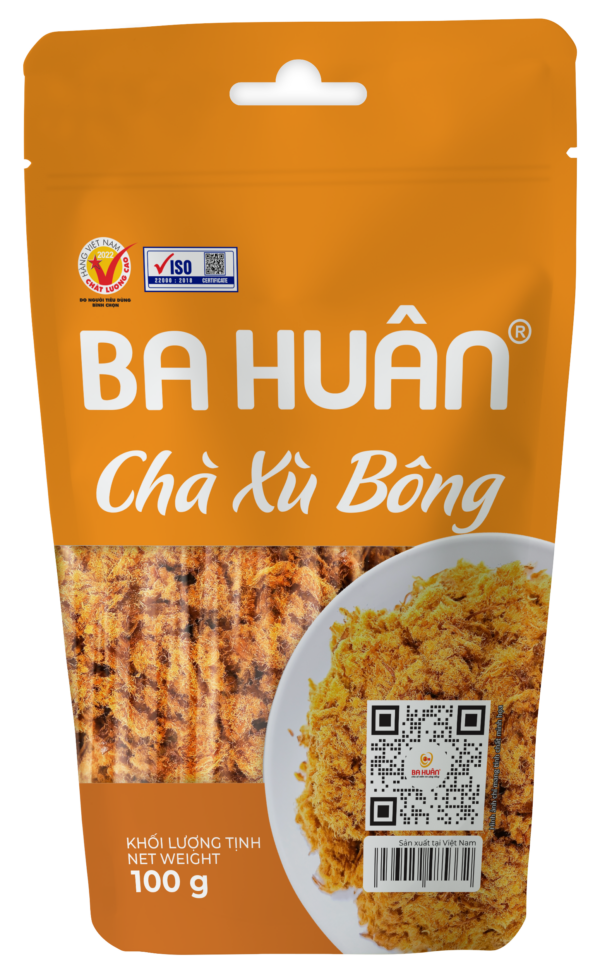 HÀNG VIỆT NAM
2022
CHẤT LƯỢNG CAO
DO NGƯỜI TIÊU DÙNG
BÌNH CHỌN
ISO
22000 : 2018
CERTIFICATE
BA HUÂN®
Chà Xù Bông
BA HUÂN
Sản xuất tại Việt Nam
KHỐI LƯỢNG TỊNH
NET WEIGHT
100 g